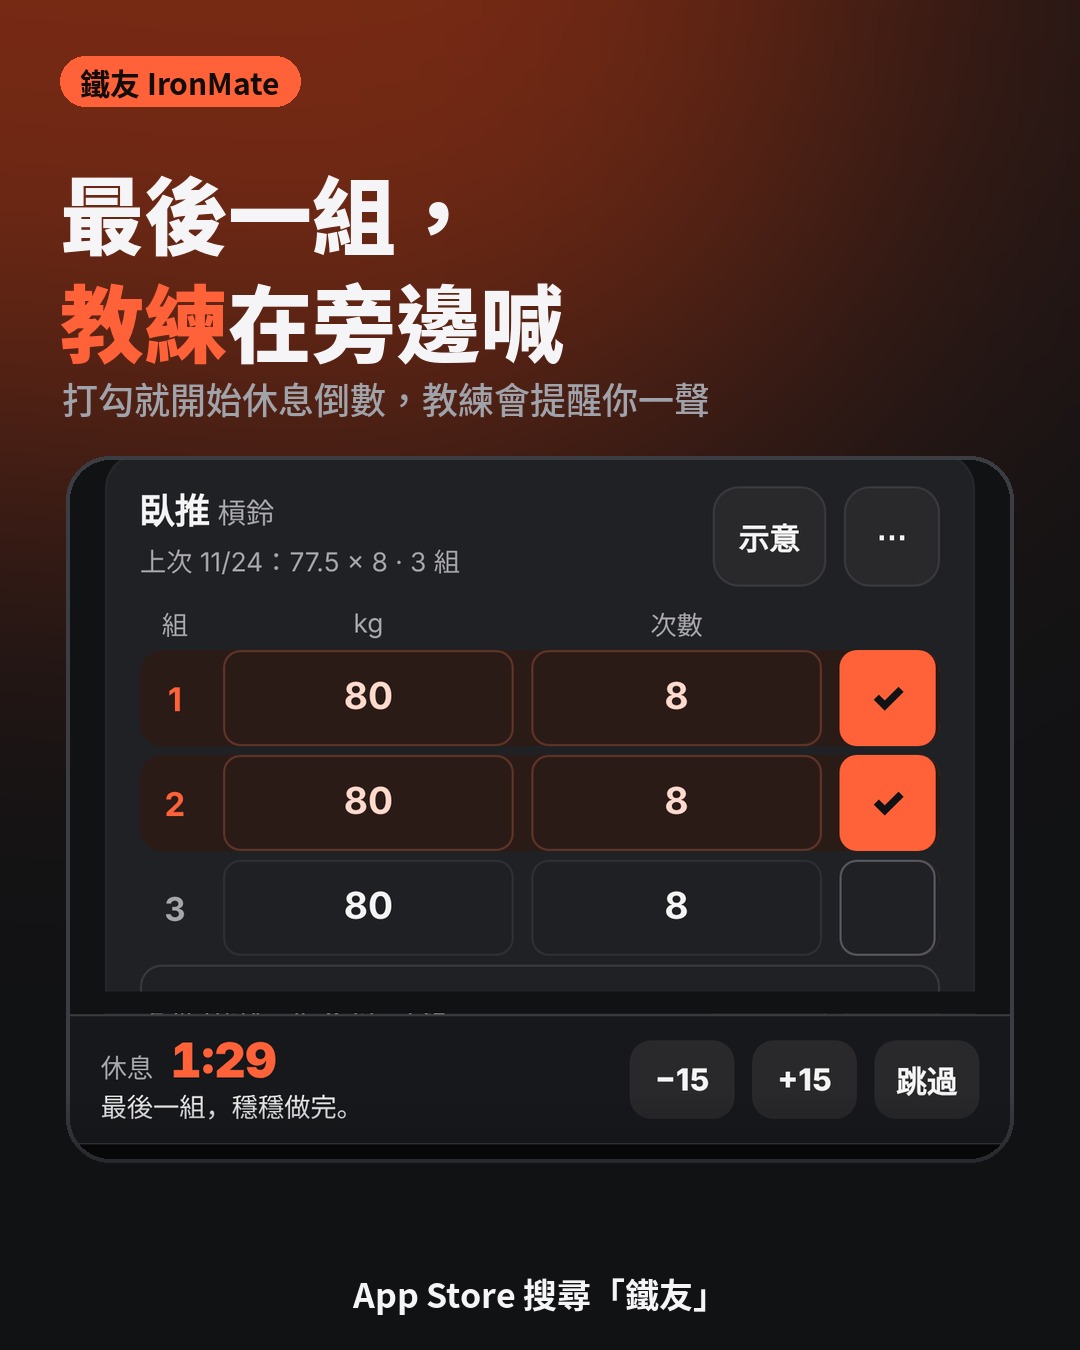 鐵友 IronMate
最後一組，
教練在旁邊喊
打勾就開始休息倒數，教練會提醒你一聲
臥推 槓鈴
示意
···
上次 11/24：77.5 × 8 · 3 組
組 kg 次數
1 80 8 ✓
2 80 8 ✓
3 80 8
休息 1:29
最後一組，穩穩做完。
−15 +15 跳過
App Store 搜尋「鐵友」